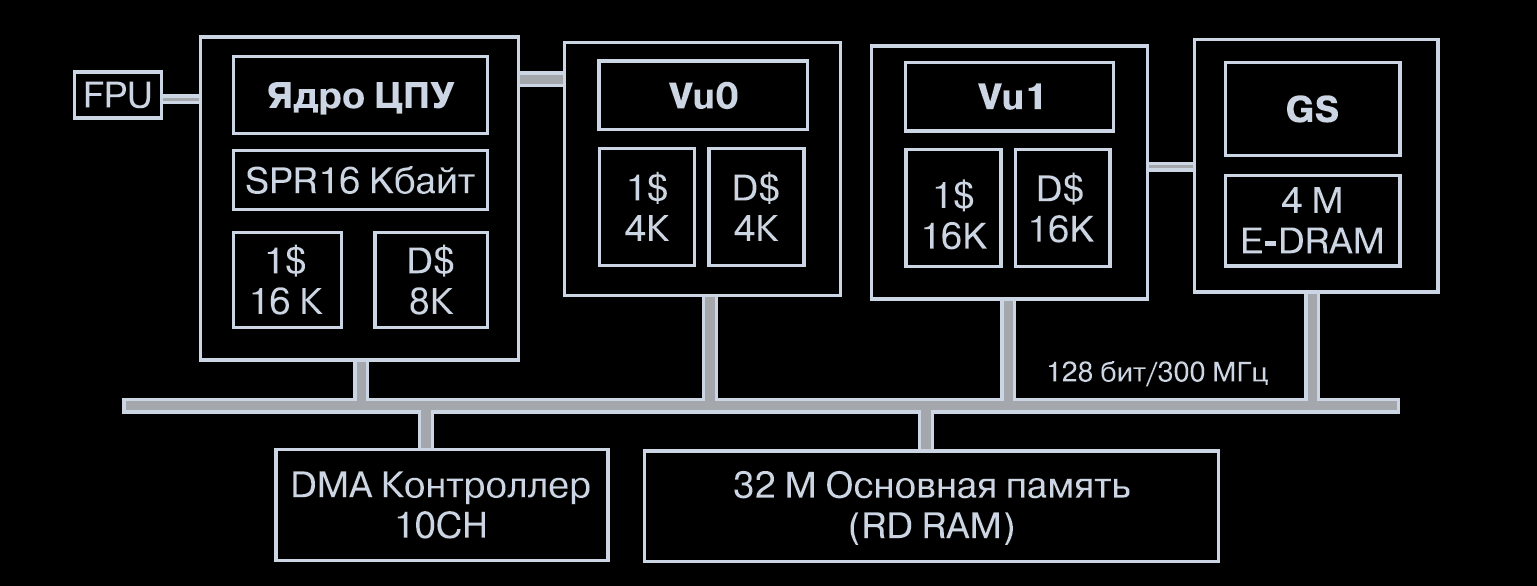 FPU
Ядро ЦПУ
SPR16 Кбайт
1$
16 K
D$
8K
Vu0
1$
4K
D$
4K
Vu1
1$
16K
D$
16K
GS
4 M
E-DRAM
128 бит/300 МГц
DMA Контроллер
10CH
32 М Основная память
(RD RAM)